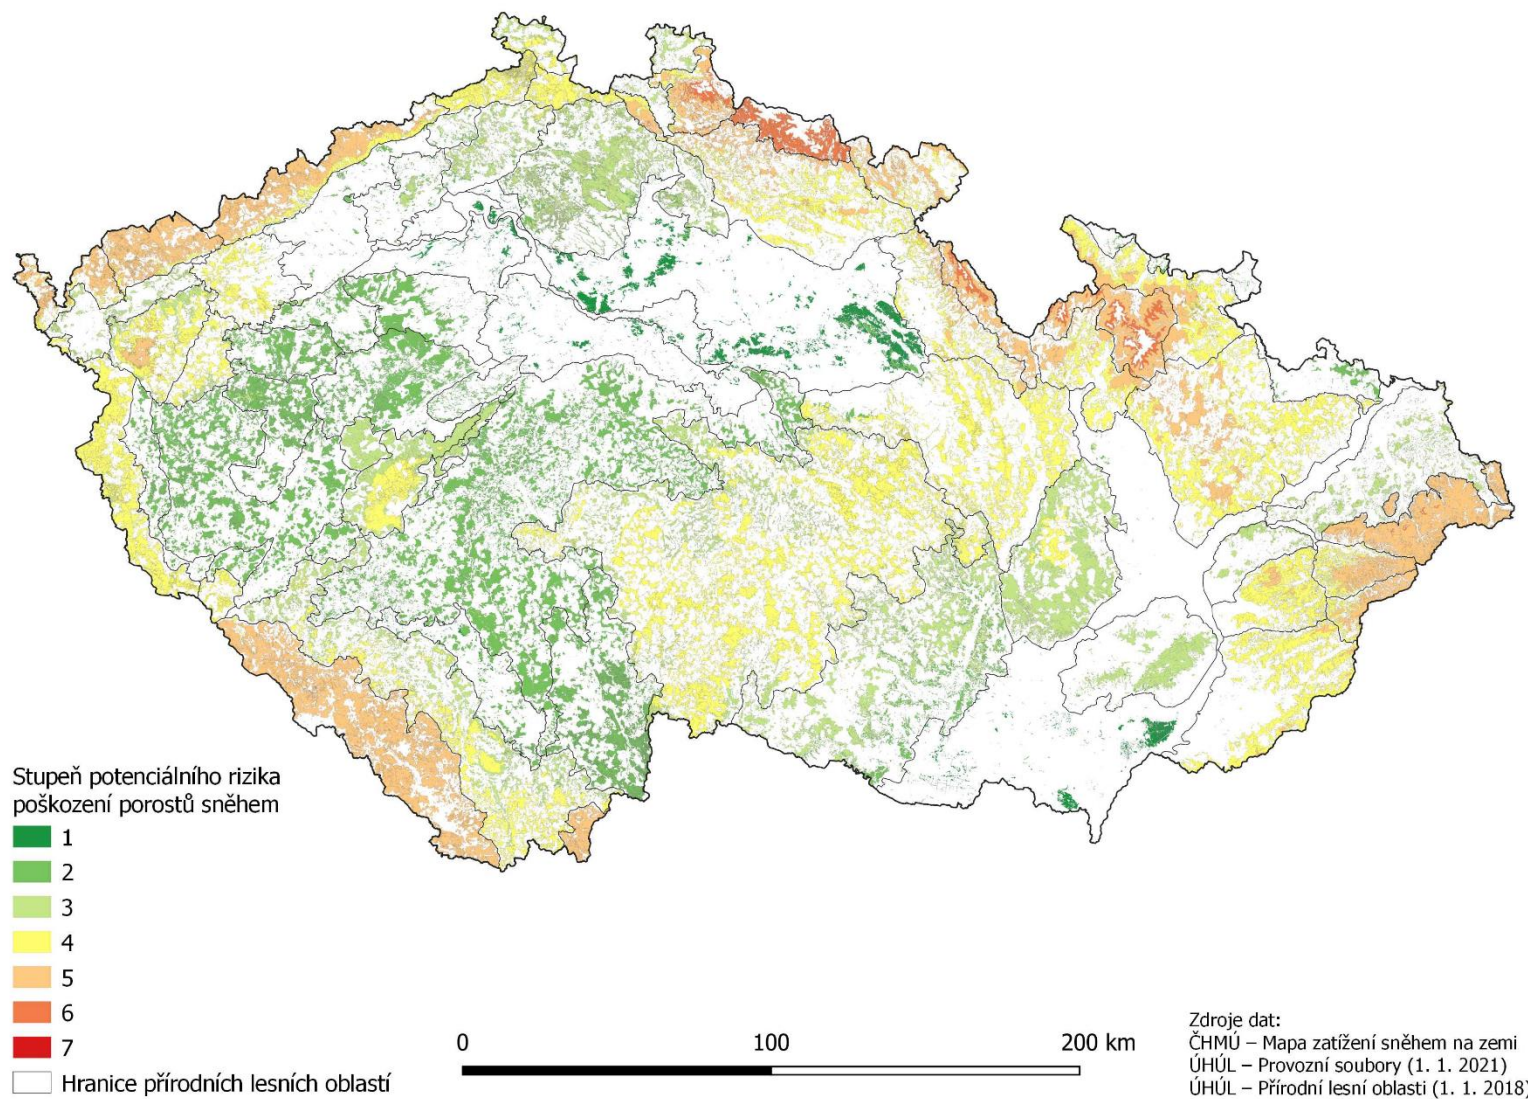 Stupeň potenciálního rizika
poškození porostů sněhem
1
2
3
4
5
6
7
Hranice přírodních lesních oblastí
0 100 200 km
Zdroje dat:
ČHMÚ – Mapa zatížení sněhem na zemi
ÚHÚL – Provozní soubory (1. 1. 2021)
ÚHÚL – Přírodní lesní oblasti (1. 1. 2018)